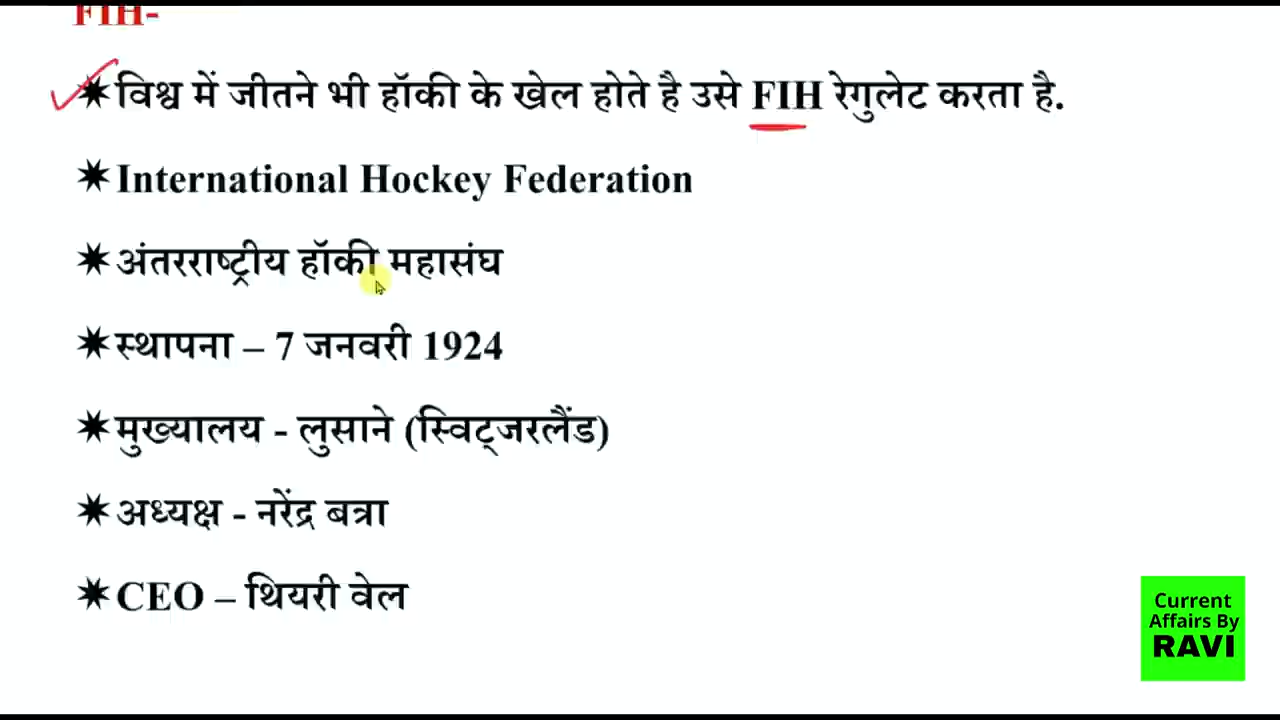 FIH-
विश्व में जीतने भी हॉकी के खेल होते है उसे FIH रेगुलेट करता है.
International Hockey Federation
अंतरराष्ट्रीय हॉकी महासंघ
स्थापना – 7 जनवरी 1924
मुख्यालय - लुसाने (स्विट्जरलैंड)
अध्यक्ष - नरेंद्र बत्रा
CEO – थियरी वेल
Current
Affairs By
RAVI